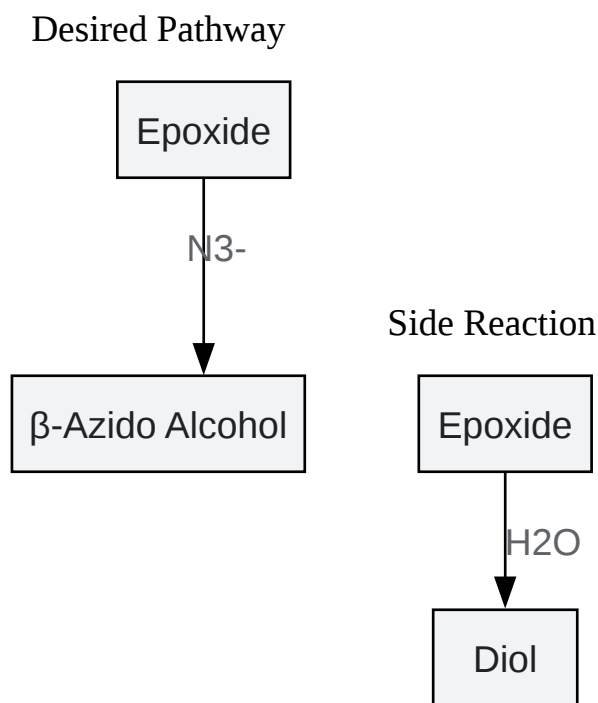 Desired Pathway
Epoxide
N3-
β-Azido Alcohol
Side Reaction
Epoxide
H2O
Diol